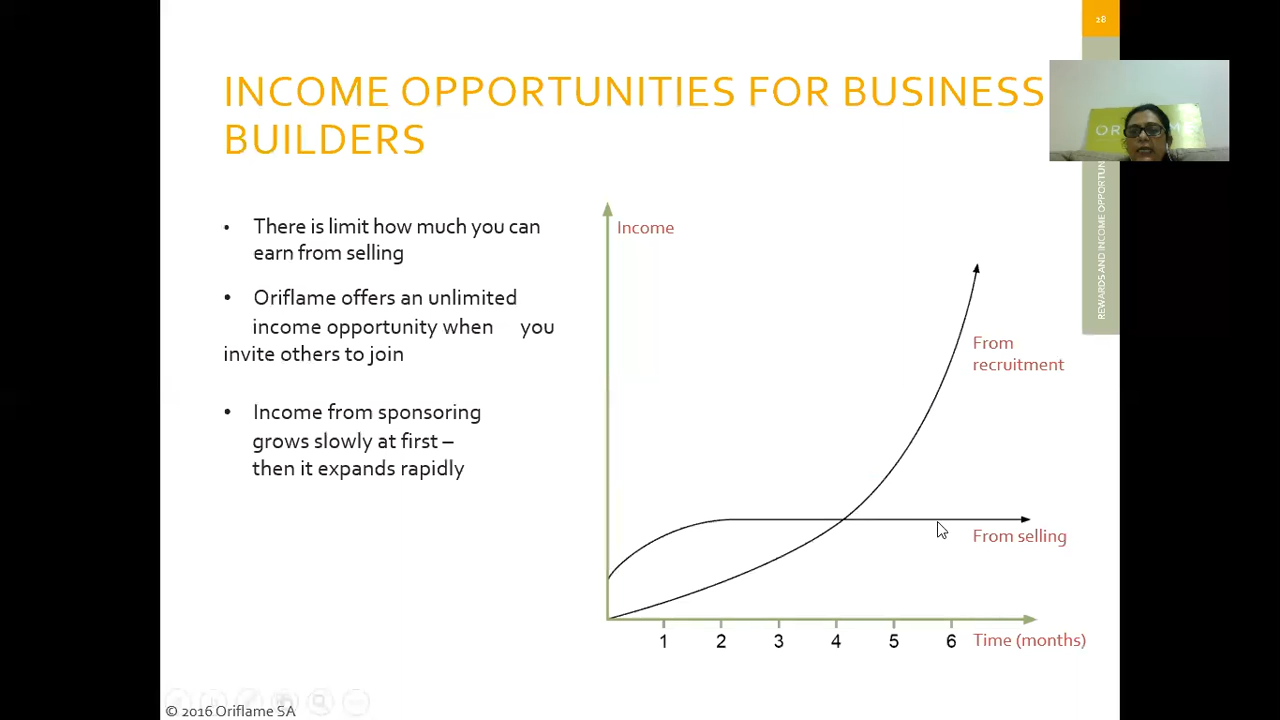 28
INCOME OPPORTUNITIES FOR BUSINESS
BUILDERS
• There is limit how much you can
earn from selling
• Oriflame offers an unlimited
income opportunity when you
invite others to join
• Income from sponsoring
grows slowly at first –
then it expands rapidly
Income
From
recruitment
From selling
1 2 3 4 5 6 Time (months)
REWARDS AND INCOME
© 2016 Oriflame SA